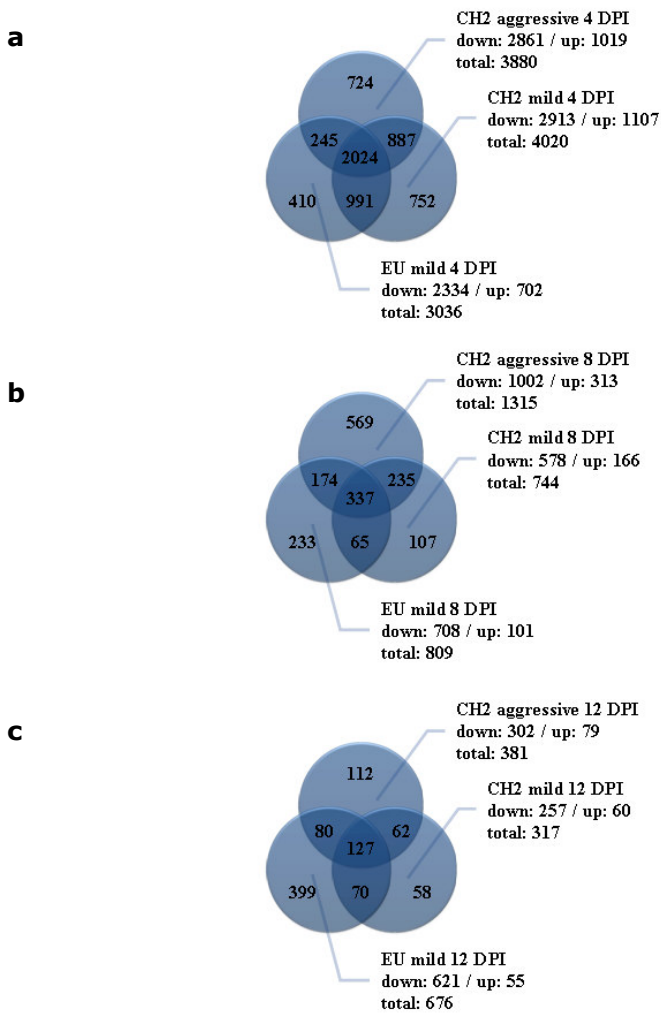 a
CH2 aggressive 4 DPI
down: 2861 / up: 1019
total: 3880
724
CH2 mild 4 DPI
down: 2913 / up: 1107
total: 4020
245
887
2024
410
991
752
EU mild 4 DPI
down: 2334 / up: 702
total: 3036
b
CH2 aggressive 8 DPI
down: 1002 / up: 313
total: 1315
569
CH2 mild 8 DPI
down: 578 / up: 166
total: 744
174
235
337
233
65
107
EU mild 8 DPI
down: 708 / up: 101
total: 809
c
CH2 aggressive 12 DPI
down: 302 / up: 79
total: 381
112
CH2 mild 12 DPI
down: 257 / up: 60
total: 317
80
62
127
399
70
58
EU mild 12 DPI
down: 621 / up: 55
total: 676